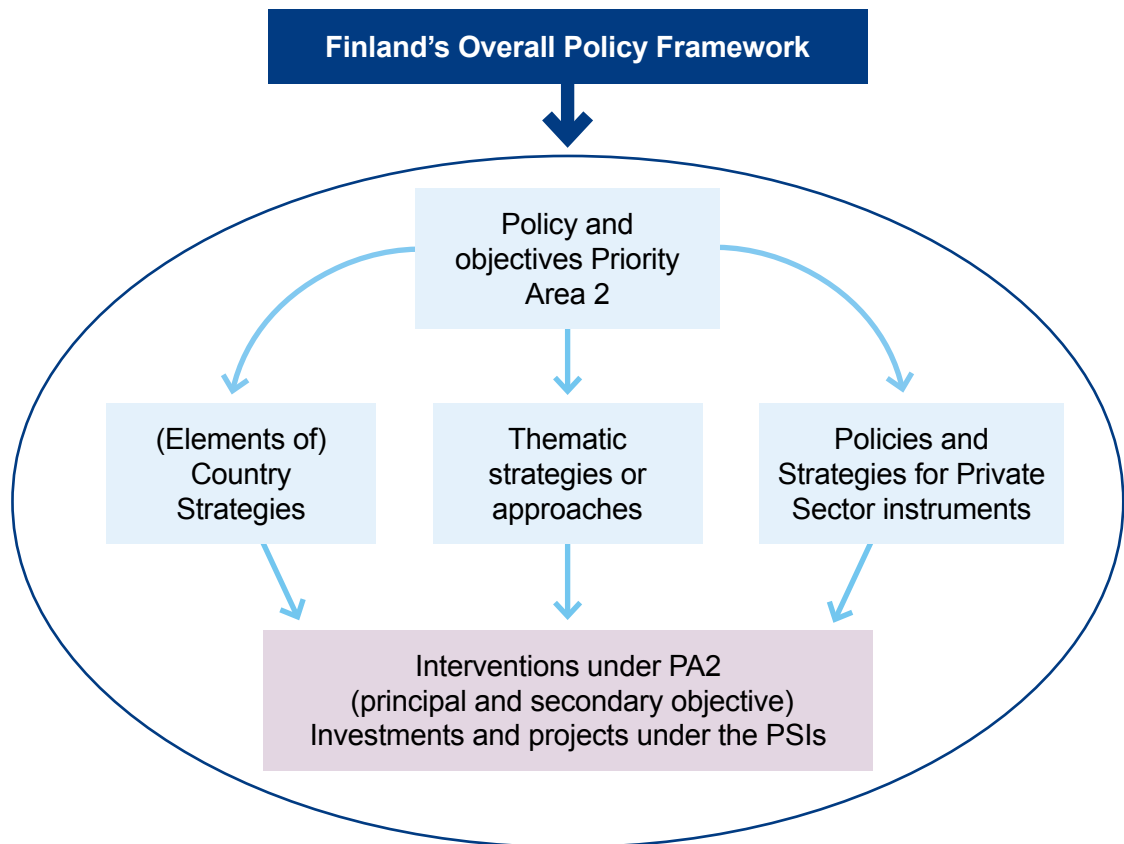 Finland’s Overall Policy Framework
Policy and
objectives Priority
Area 2
(Elements of)
Country
Strategies
Thematic
strategies or
approaches
Policies and
Strategies for Private
Sector instruments
Interventions under PA2
(principal and secondary objective)
Investments and projects under the PSIs